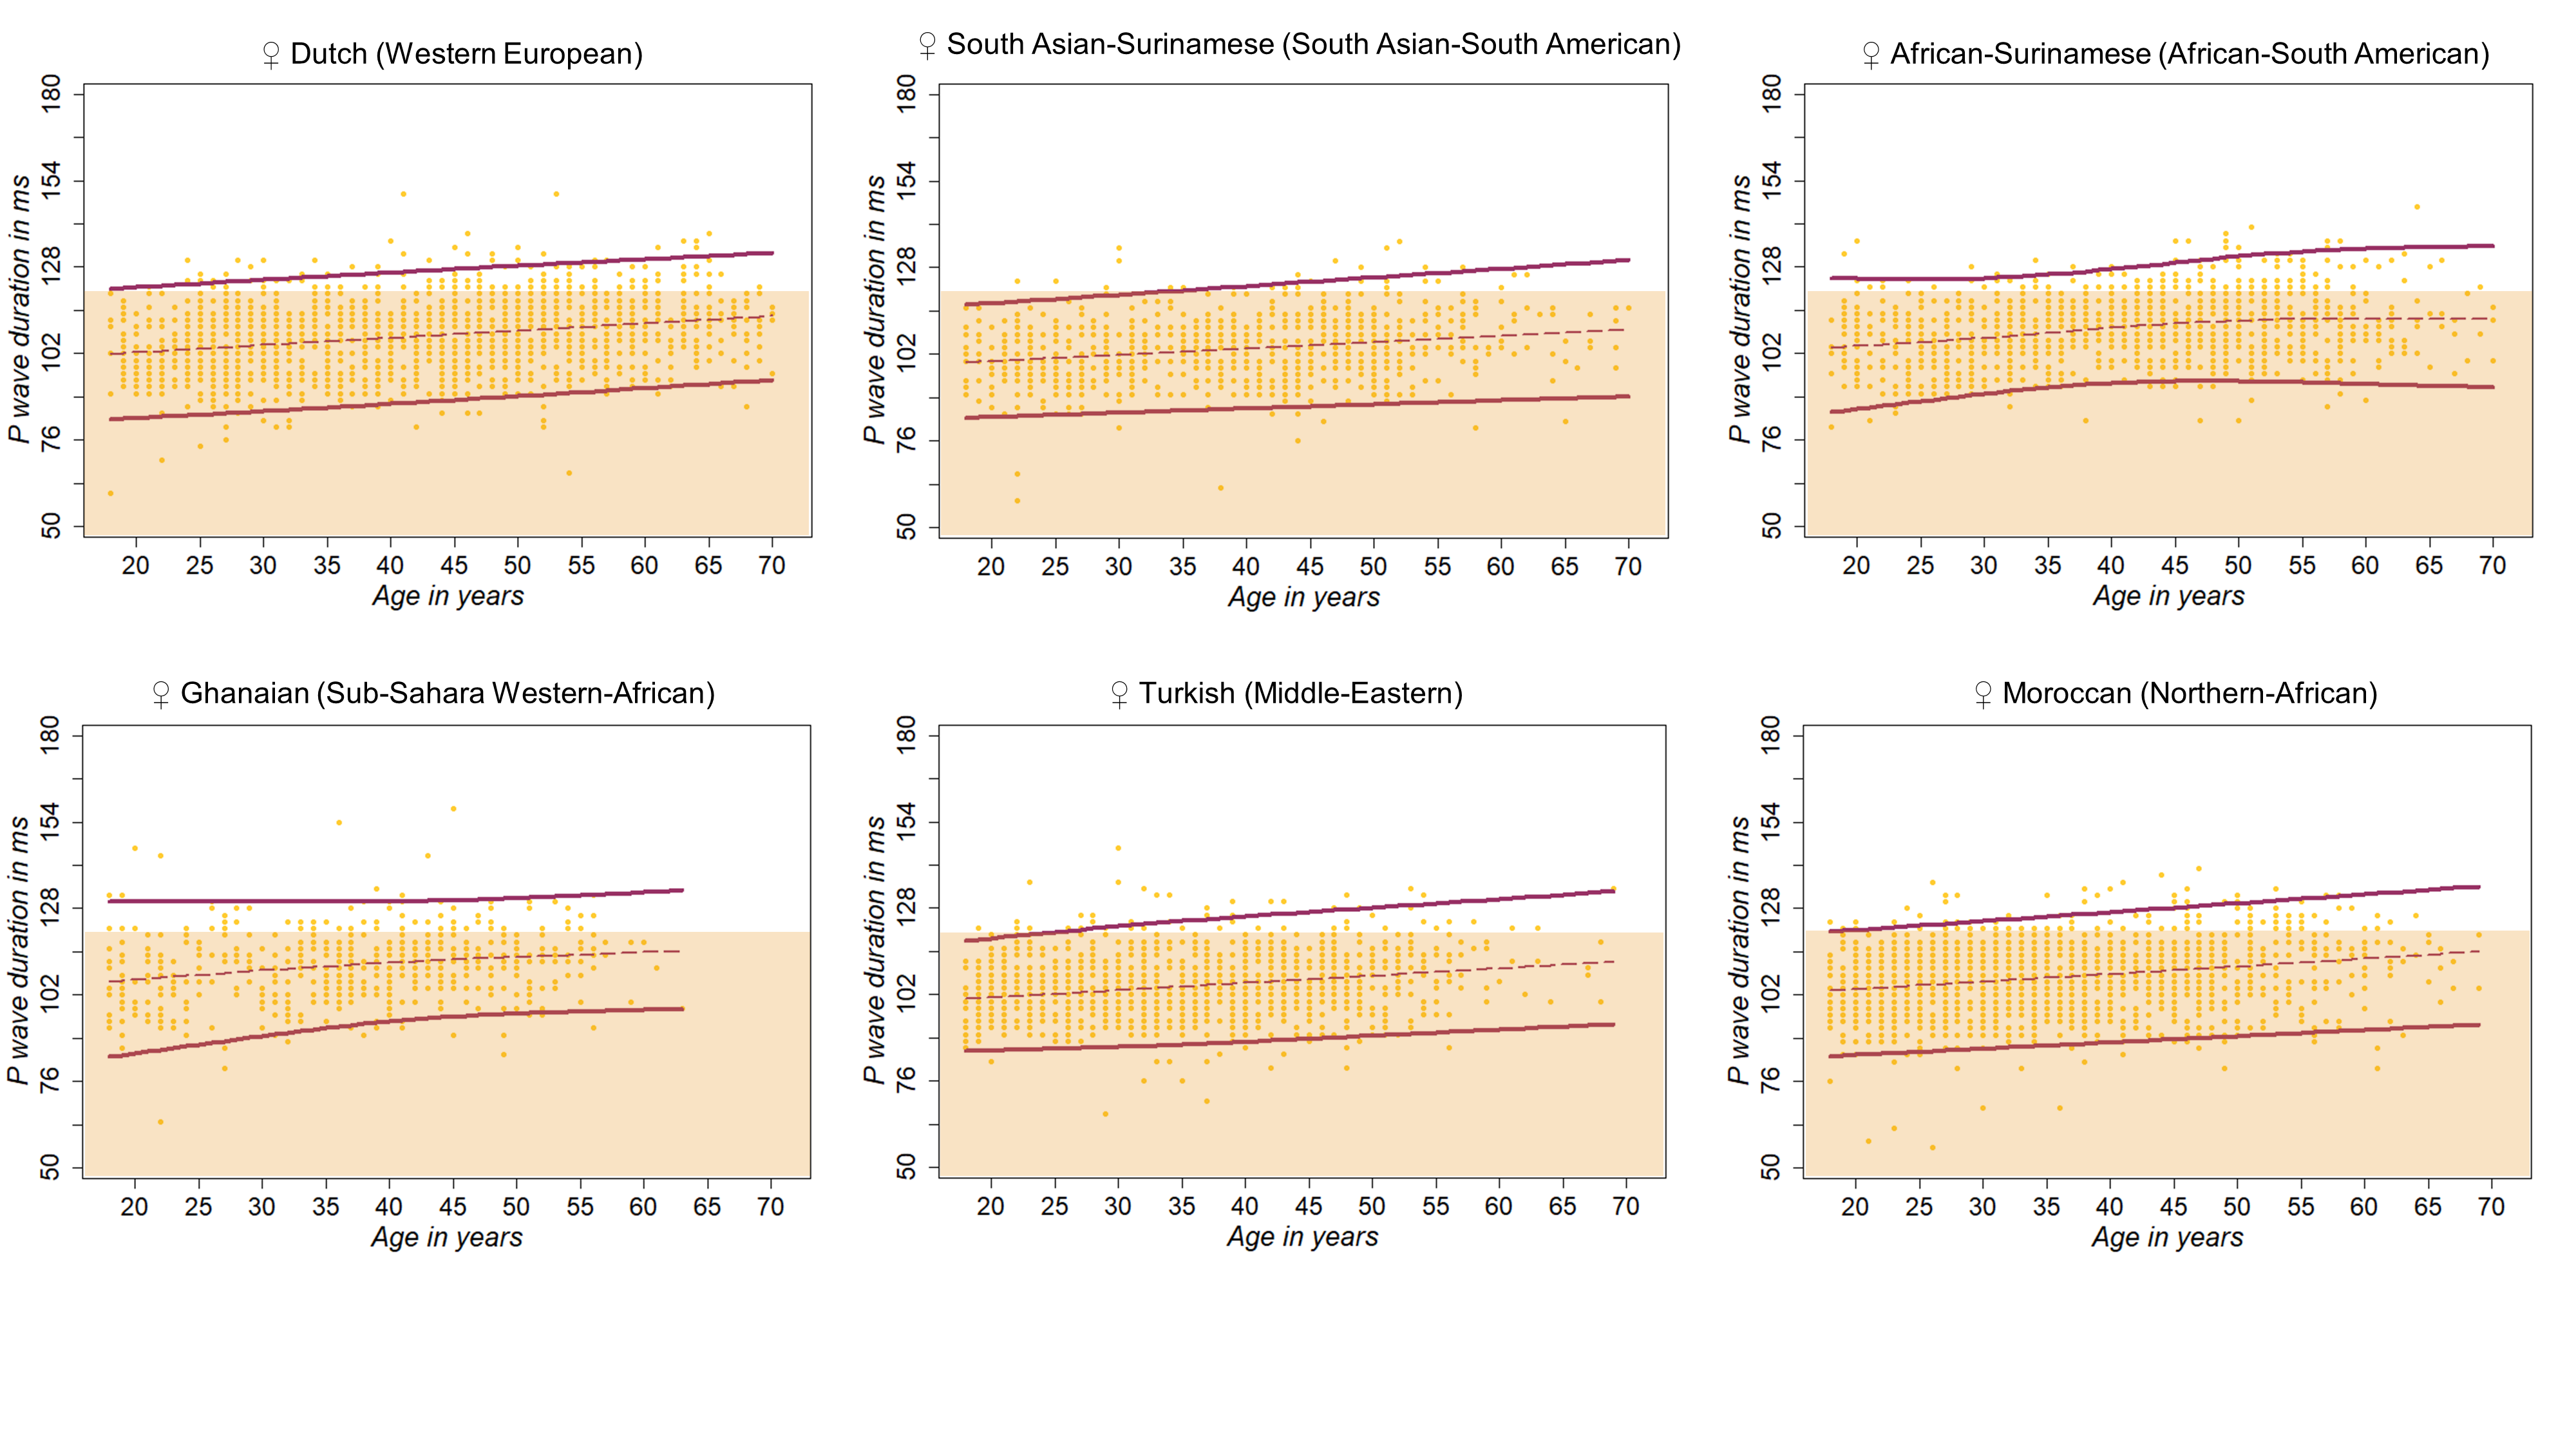 ♀ Dutch (Western European)
♀ South Asian-Surinamese (South Asian-South American)
♀ African-Surinamese (African-South American)
P wave duration in ms
180
154
128
102
76
50
20 25 30 35 40 45 50 55 60 65 70
Age in years
P wave duration in ms
180
154
128
102
76
50
20 25 30 35 40 45 50 55 60 65 70
Age in years
P wave duration in ms
180
154
128
102
76
50
20 25 30 35 40 45 50 55 60 65 70
Age in years
♀ Ghanaian (Sub-Sahara Western-African)
♀ Turkish (Middle-Eastern)
♀ Moroccan (Northern-African)
P wave duration in ms
180
154
128
102
76
50
20 25 30 35 40 45 50 55 60 65 70
Age in years
P wave duration in ms
180
154
128
102
76
50
20 25 30 35 40 45 50 55 60 65 70
Age in years
P wave duration in ms
180
154
128
102
76
50
20 25 30 35 40 45 50 55 60 65 70
Age in years